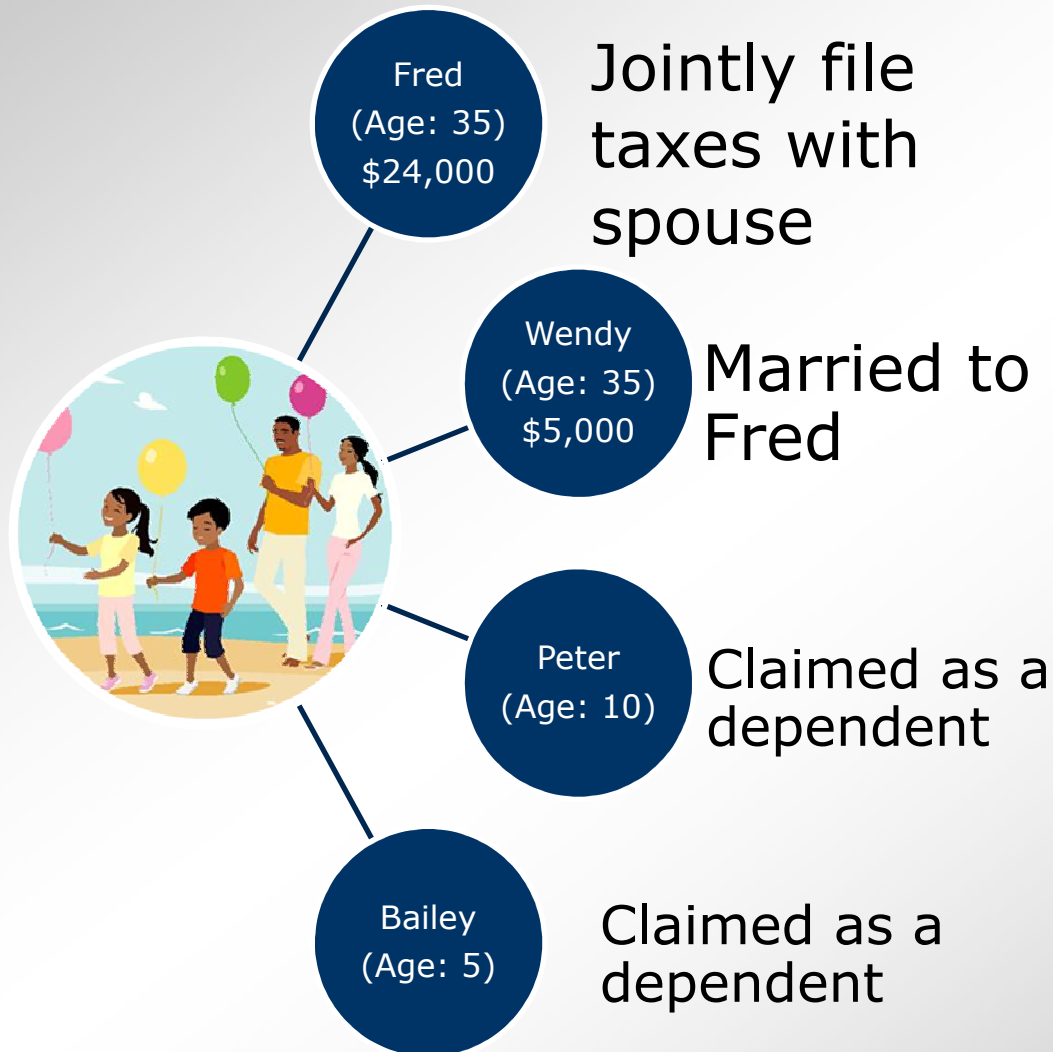 Fred
(Age: 35)
$24,000
Jointly file
taxes with
spouse
Wendy
(Age: 35)
$5,000
Married to
Fred
Peter
(Age: 10)
Claimed as a
dependent
Bailey
(Age: 5)
Claimed as a
dependent